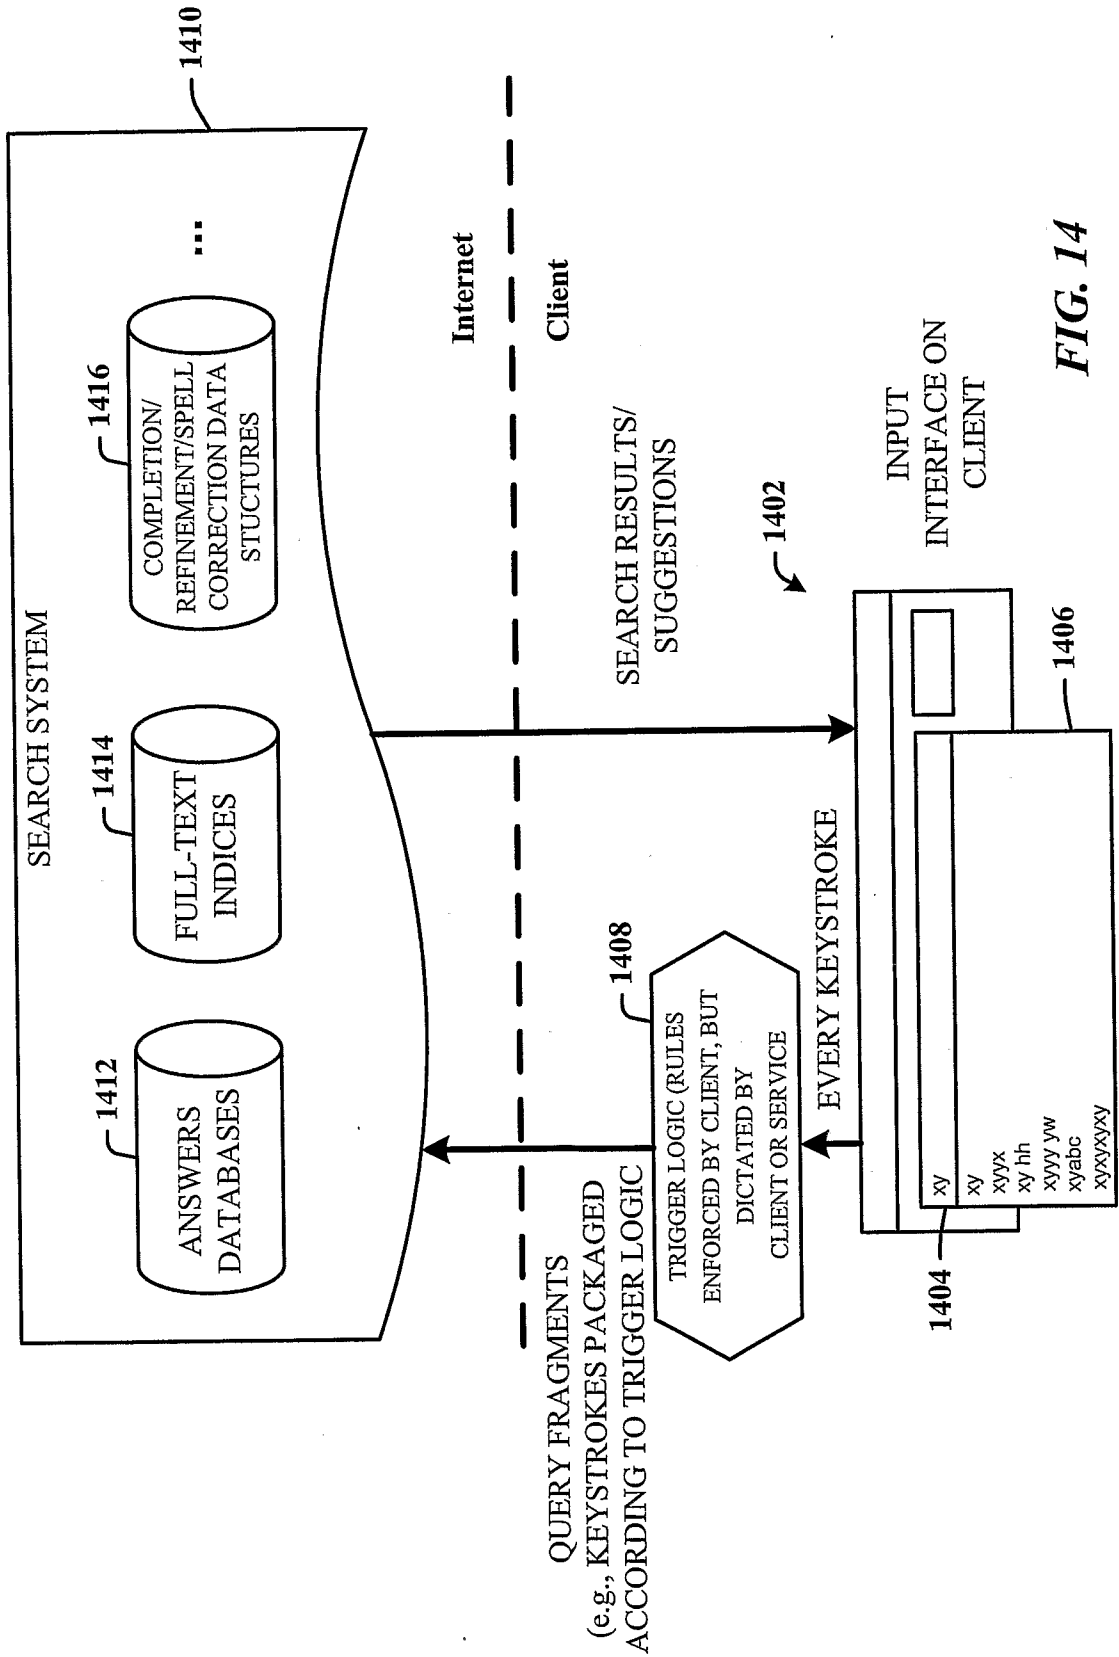 SEARCH SYSTEM
1410
1412
ANSWERS
DATABASES
1414
FULL-TEXT
INDICES
1416
COMPLETION/
REFINEMENT/SPELL
CORRECTION DATA
STUCTURES
...
Internet
Client
QUERY FRAGMENTS
(e.g., KEYSTROKES PACKAGED
ACCORDING TO TRIGGER LOGIC
1408
TRIGGER LOGIC (RULES
ENFORCED BY CLIENT, BUT
DICTATED BY
CLIENT OR SERVICE
SEARCH RESULTS/
SUGGESTIONS
EVERY KEYSTROKE
1402
INPUT
INTERFACE ON
CLIENT
1404
xy
xy
xyyx
xy hh
xyyy yw
xyabc
xyxyxyxy
1406
FIG. 14